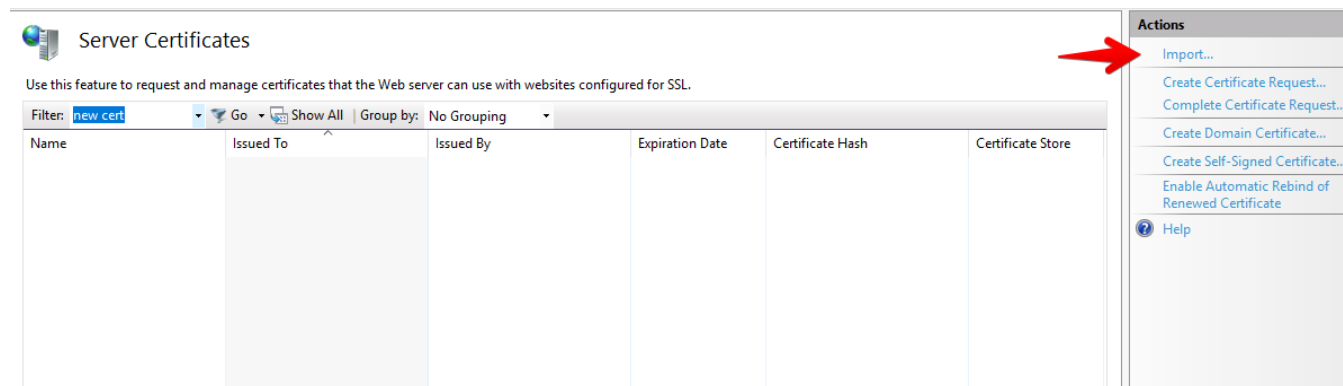 Server Certificates
Use this feature to request and manage certificates that the Web server can use with websites configured for SSL.
Filter: new cert Go Show All Group by: No Grouping
Name Issued To Issued By Expiration Date Certificate Hash Certificate Store
Actions
Import...
Create Certificate Request...
Complete Certificate Request...
Create Domain Certificate...
Create Self-Signed Certificate...
Enable Automatic Rebind of
Renewed Certificate
Help